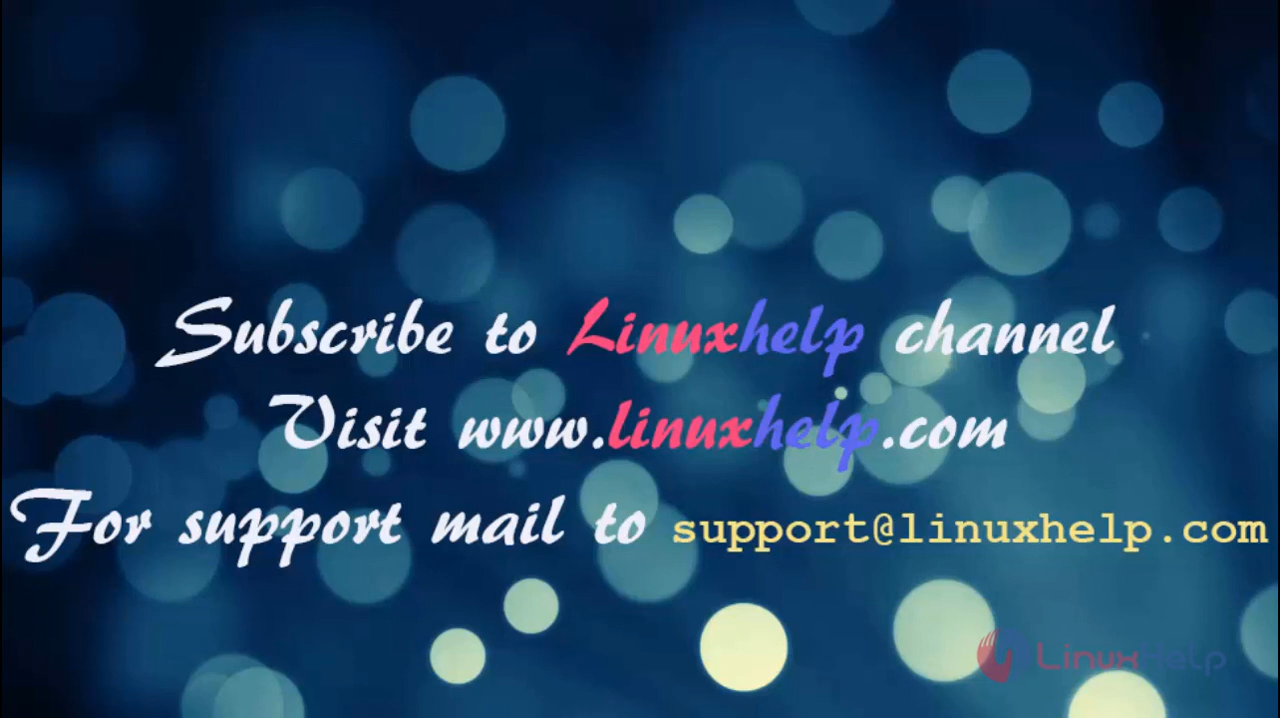 Subscribe to Linuxhelp channel
Visit www.linuxhelp.com
For support mail to support@linuxhelp.com
LinuxHelp